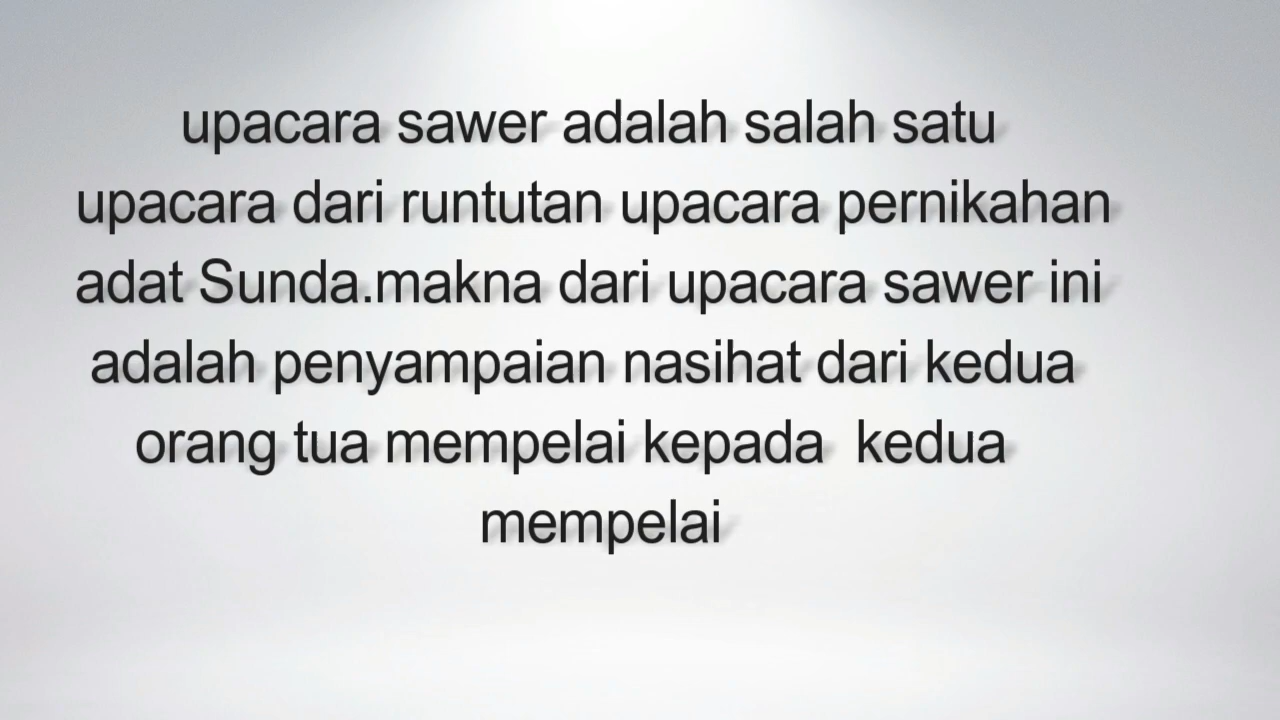 upacara sawer adalah salah satu
upacara dari runtutan upacara pernikahan
adat Sunda.makna dari upacara sawer ini
adalah penyampaian nasihat dari kedua
orang tua mempelai kepada  kedua
mempelai